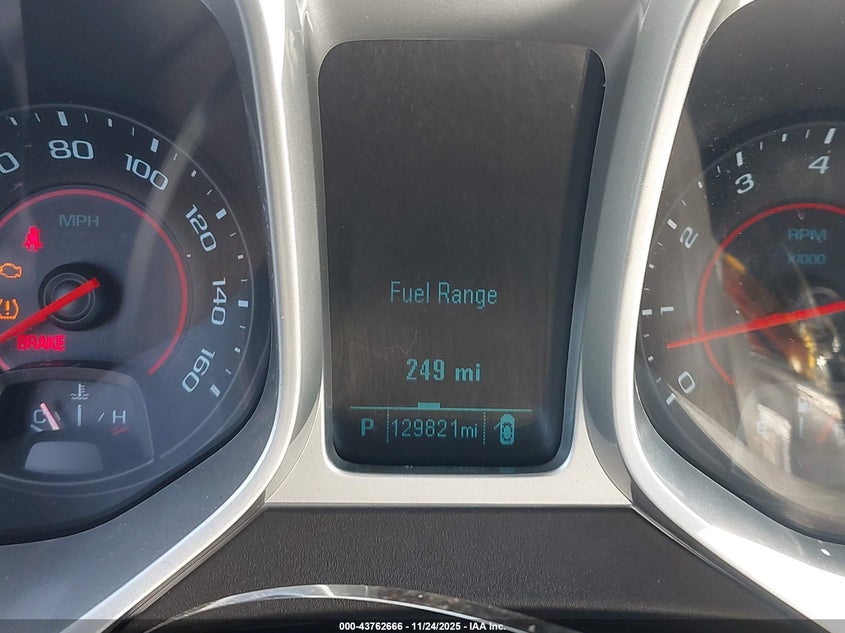 80
100
120
140
160
MPH
BRAKE
C H
Fuel Range
249 mi
P 129821mi
0
1
2
3
4
RPM
X1000
000-43762666 - 11/24/2025 - IAA Inc.